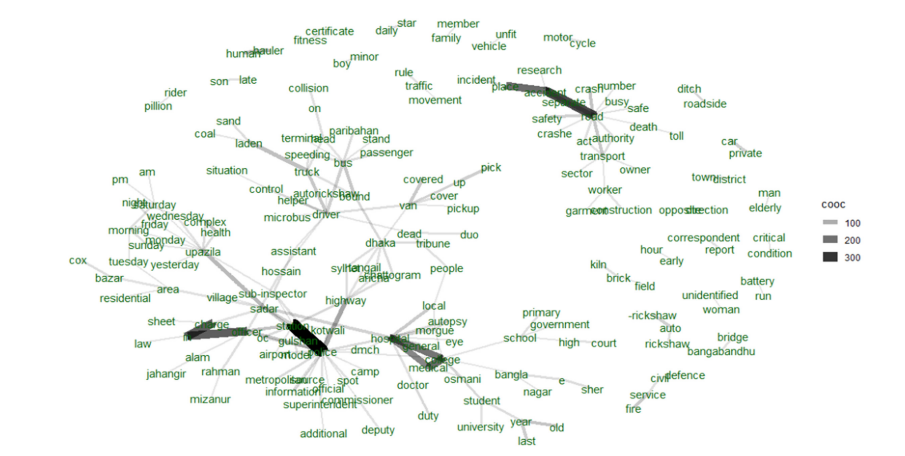 star
member
certificate
daily
fitness
family
unfit
motor
vehicle
cycle
human
hauler
minor
boy
research
rule
son
late
incident
traffic
place
crash
number
ditch
rider
collision
accident
pillion
movement
separate
busy
safe
roadside
on
road
sand
safety
death
coal
terminal
head
paribahan
stand
crashe
act
authority
toll
car
laden
speeding
bus
passenger
transport
private
situation
truck
pick
sector
owner
am
covered
up
town
district
pm
control
autorickshaw
bound
cover
worker
man
night
saturday
helper
van
pickup
garment
construction
opposite
direction
elderly
wednesday
microbus
driver
friday
complex
morning
health
dead
duo
correspondent
critical
monday
sunday
dhaka
tribune
hour
report
upazila
assistant
early
condition
cox
tuesday
yesterday
hossain
sylhet
tangail
people
kiln
bazar
chattogram
brick
battery
area
field
residential
village
sub-inspector
unidentified
run
highway
sadar
local
woman
primary
-rickshaw
sheet
charge
station
kotwali
autopsy
government
auto
in
officer
morgue
law
oc
gulshan
hospital
eye
school
high
court
rickshaw
bridge
general
bangabandhu
alam
airport
model
police
dmch
college
medical
jahangir
rahman
camp
bangla
e
civil
defence
metropolitan
source
spot
osmani
information
official
doctor
nagar
sher
service
mizanur
commissioner
student
superintendent
fire
duty
year
old
additional
deputy
university
last
cooc
100
200
300